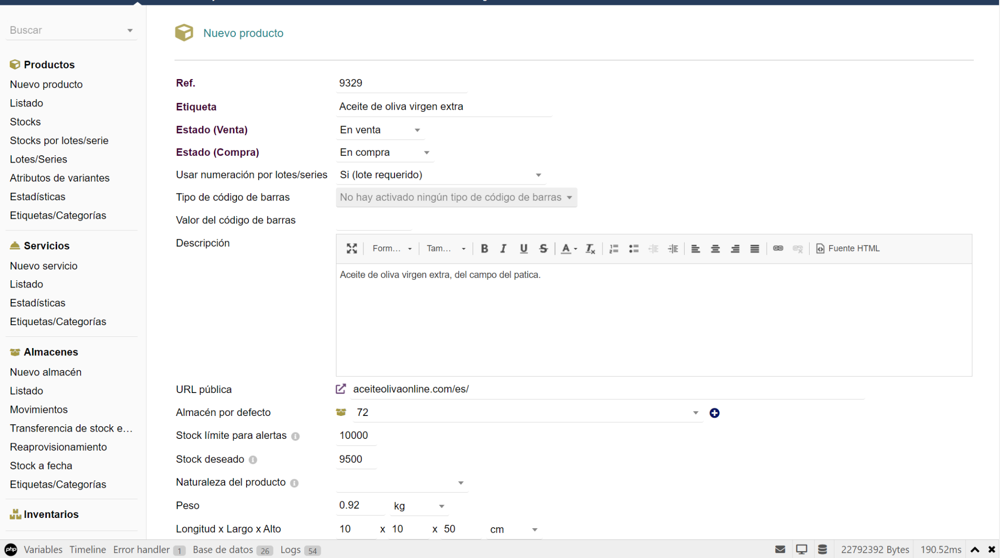 Buscar
Productos
Nuevo producto
Listado
Stocks
Stocks por lotes/serie
Lotes/Series
Atributos de variantes
Estadísticas
Etiquetas/Categorías
Servicios
Nuevo servicio
Listado
Estadísticas
Etiquetas/Categorías
Almacenes
Nuevo almacén
Listado
Movimientos
Transferencia de stock e...
Reaprovisionamiento
Stock a fecha
Etiquetas/Categorías
Inventarios
Nuevo producto
Ref. 9329
Etiqueta Aceite de oliva virgen extra
Estado (Venta) En venta
Estado (Compra) En compra
Usar numeración por lotes/series Si (lote requerido)
Tipo de código de barras No hay activado ningún tipo de código de barras
Valor del código de barras
Descripción
Form... Tam... B I U S A Tx Fuente HTML
Aceite de oliva virgen extra, del campo del patica.
URL pública aceiteolivaonline.com/es/
Almacén por defecto 72
Stock límite para alertas 10000
Stock deseado 9500
Naturaleza del producto
Peso 0.92 kg
Longitud x Largo x Alto 10 x 10 x 50 cm
php Variables Timeline Error handler 1 Base de datos 26 Logs 54 22792392 Bytes 190.52ms